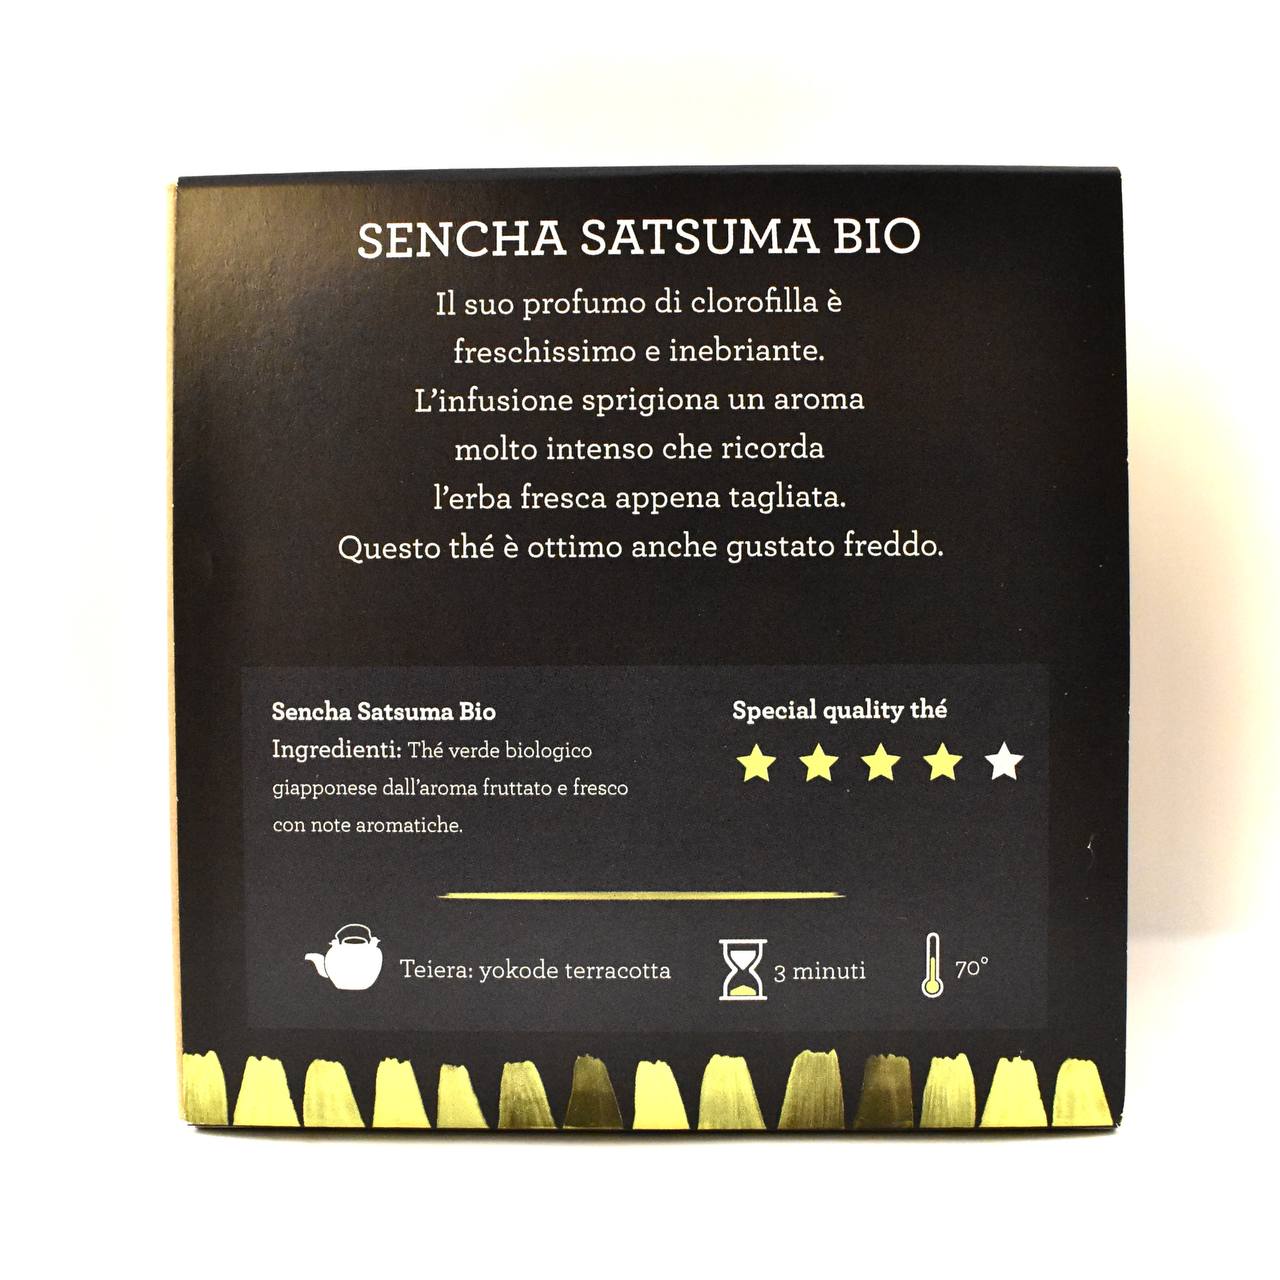 SENCHA SATSUMA BIO
Il suo profumo di clorofilla è
freschissimo e inebriante.
L'infusione sprigiona un aroma
molto intenso che ricorda
l'erba fresca appena tagliata.
Questo thé è ottimo anche gustato freddo.
Sencha Satsuma Bio
Ingredienti: Thé verde biologico
giapponese dall'aroma fruttato e fresco
con note aromatiche.
Special quality thé
Teiera: yokode terracotta
3 minuti
70°